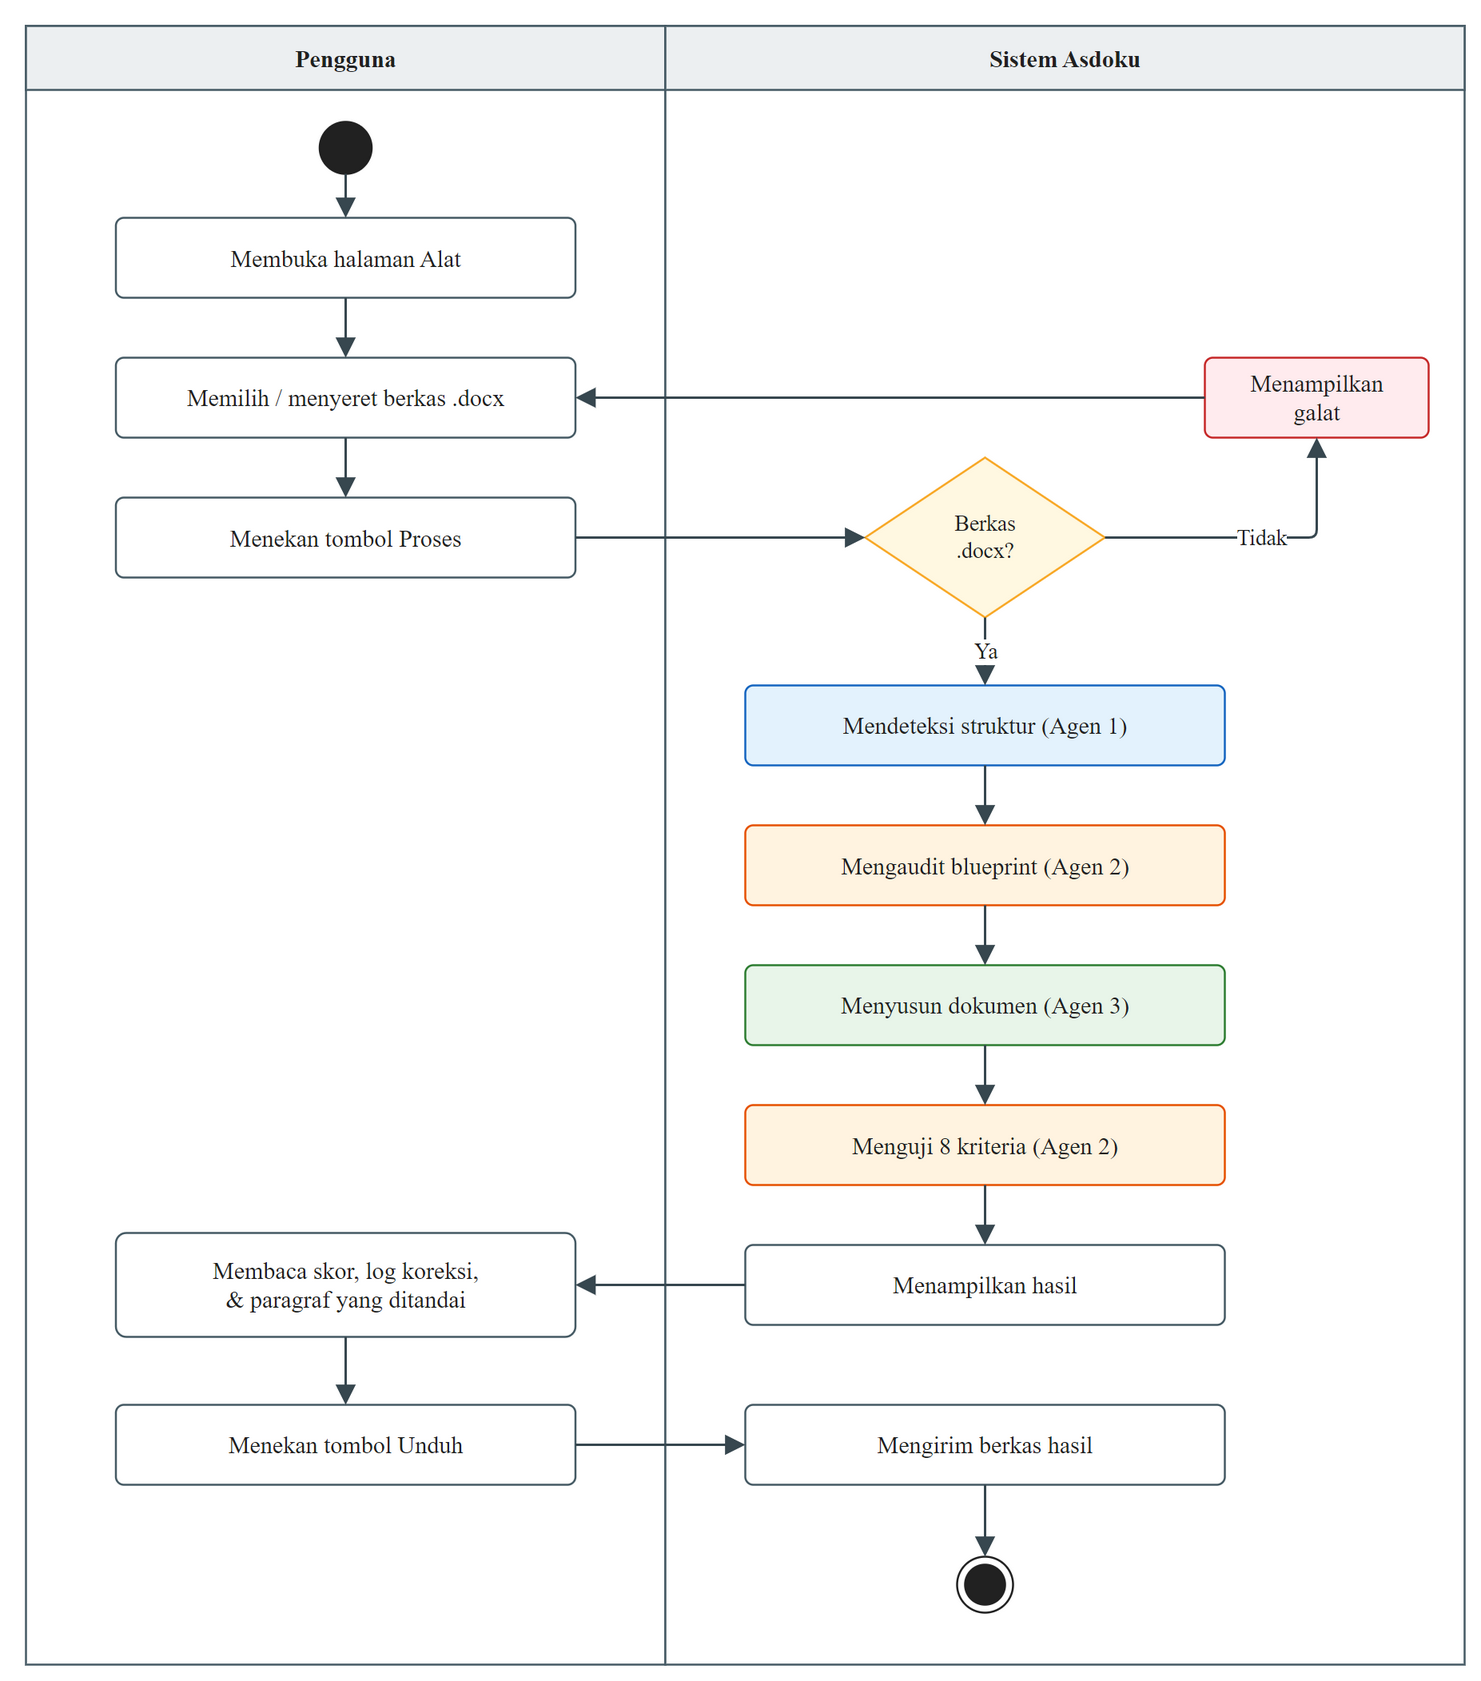 Pengguna
Sistem Asdoku
Membuka halaman Alat
Memilih / menyeret berkas .docx
Menampilkan
galat
Menekan tombol Proses
Berkas
.docx?
Tidak
Ya
Mendeteksi struktur (Agen 1)
Mengaudit blueprint (Agen 2)
Menyusun dokumen (Agen 3)
Menguji 8 kriteria (Agen 2)
Membaca skor, log koreksi,
& paragraf yang ditandai
Menampilkan hasil
Menekan tombol Unduh
Mengirim berkas hasil